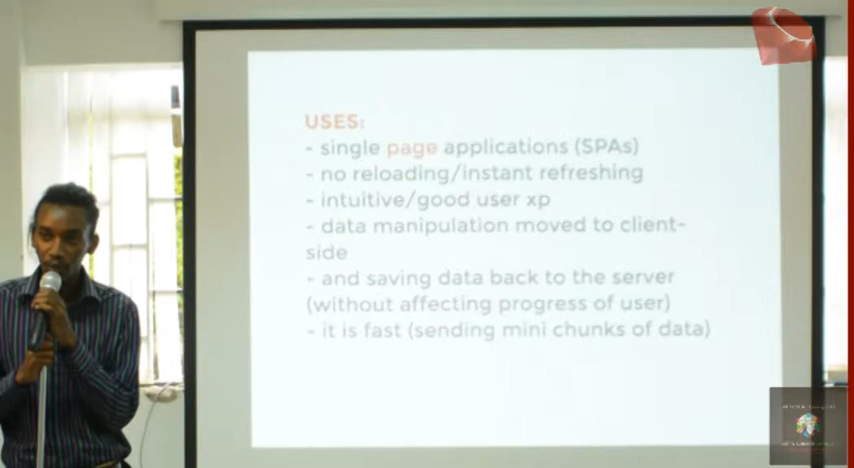 USES:
- single page applications (SPAs)
- no reloading/instant refreshing
- intuitive/good user xp
- data manipulation moved to client-
side
- and saving data back to the server
(without affecting progress of user)
- it is fast (sending mini chunks of data)